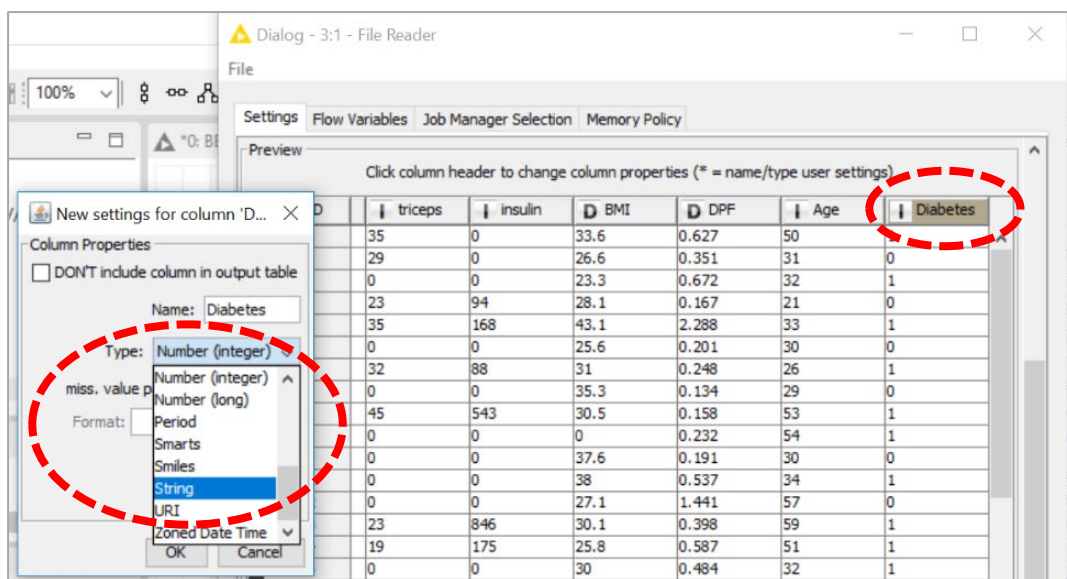 Dialog - 3:1 - File Reader
File
100%
*0: BE
Settings Flow Variables Job Manager Selection Memory Policy
Preview
Click column header to change column properties (* = name/type user settings)
D I triceps I insulin D BMI D DPF I Age I Diabetes
35 0 33.6 0.627 50
29 0 26.6 0.351 31 0
0 0 23.3 0.672 32 1
23 94 28.1 0.167 21 0
35 168 43.1 2.288 33 1
0 0 25.6 0.201 30 0
32 88 31 0.248 26 1
0 0 35.3 0.134 29 0
45 543 30.5 0.158 53 1
0 0 0 0.232 54 1
0 0 37.6 0.191 30 0
0 0 38 0.537 34 1
0 0 27.1 1.441 57 0
23 846 30.1 0.398 59 1
19 175 25.8 0.587 51 1
0 0 30 0.484 32 1
New settings for column 'D...
Column Properties
DON'T include column in output table
Name: Diabetes
Type: Number (integer)
Number (integer)
miss. value p
Number (long)
Format:
Period
Smarts
Smiles
String
URI
Zoned Date Time
OK Cancel